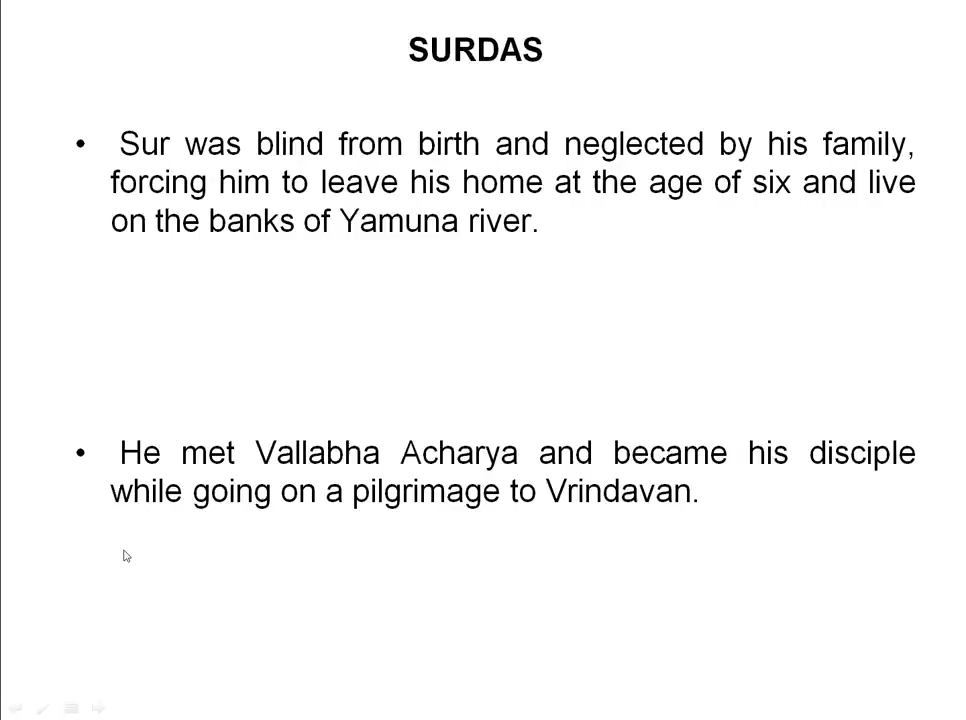 SURDAS
• Sur was blind from birth and neglected by his family,
forcing him to leave his home at the age of six and live
on the banks of Yamuna river.
• He met Vallabha Acharya and became his disciple
while going on a pilgrimage to Vrindavan.